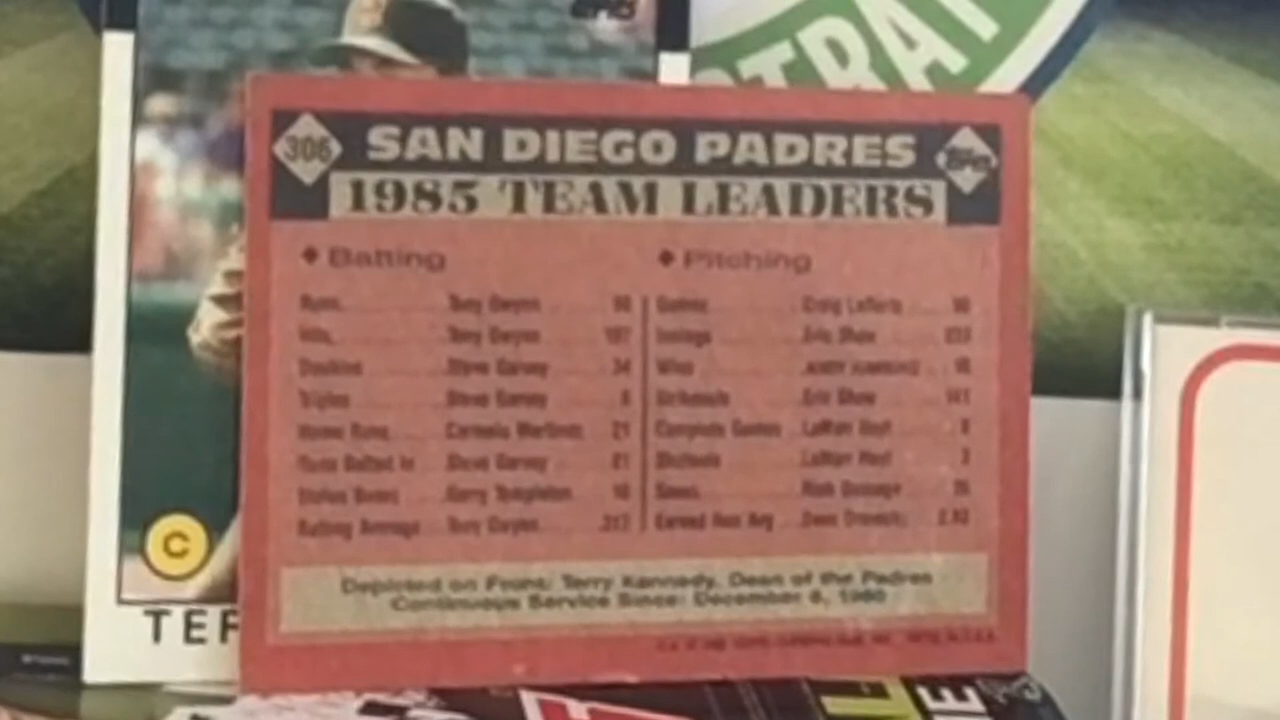 TOPPS
TRAT
306 SAN DIEGO PADRES TOPPS
1985 TEAM LEADERS
Batting
Pitching
Runs Tony Gwynn 90
Games Craig Lefferts
Hits Tony Gwynn 197
Innings Eric Show 233
Doubles Steve Garvey 34
Wins ANDY HAWKINS 18
Triples Steve Garvey 6
Strikeouts Eric Show 141
Home Runs Carmelo Martinez 21
Complete Games LaMarr Hoyt 8
Runs Batted In Steve Garvey 81
Shutouts LaMarr Hoyt 3
Stolen Bases Garry Templeton 16
Saves Rich Gossage 26
Batting Average Tony Gwynn .317
Earned Run Avg Dave Dravecky 2.93
Depicted on Front: Terry Kennedy, Dean of the Padres
Continuous Service Since: December 8, 1980
C
TER
L
E